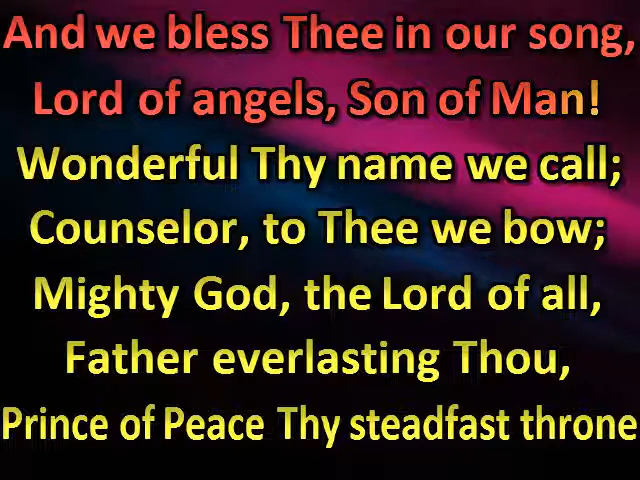 And we bless Thee in our song,
Lord of angels, Son of Man!
Wonderful Thy name we call;
Counselor, to Thee we bow;
Mighty God, the Lord of all,
Father everlasting Thou,
Prince of Peace Thy steadfast throne